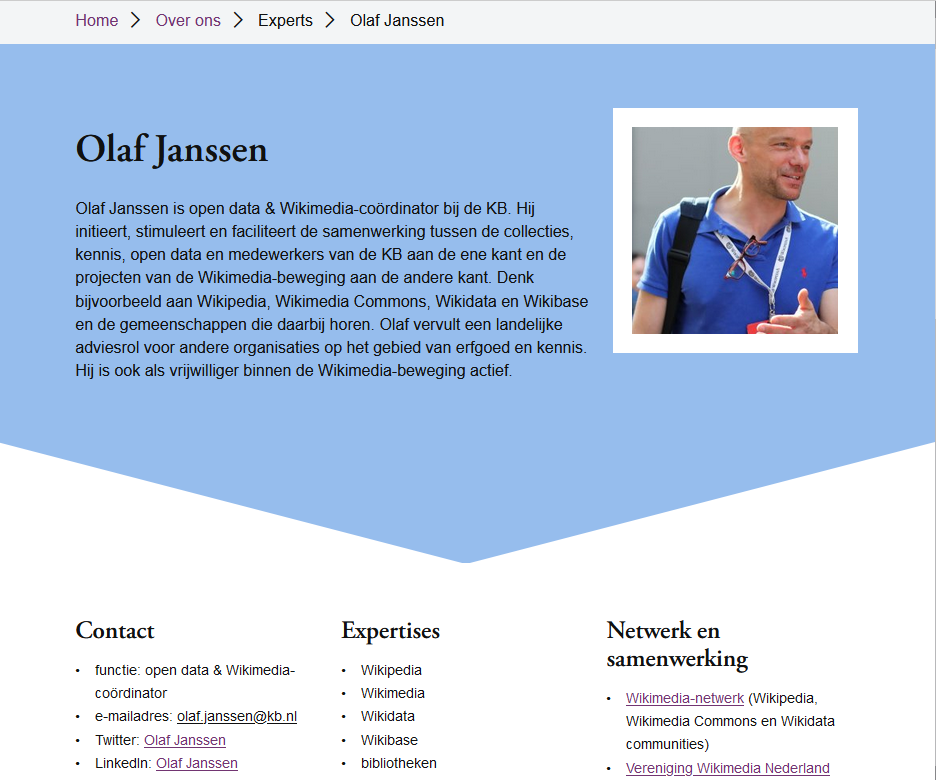 Home > Over ons > Experts > Olaf Janssen
Olaf Janssen
Olaf Janssen is open data & Wikimedia-coördinator bij de KB. Hij
initieert, stimuleert en faciliteert de samenwerking tussen de collecties,
kennis, open data en medewerkers van de KB aan de ene kant en de
projecten van de Wikimedia-beweging aan de andere kant. Denk
bijvoorbeeld aan Wikipedia, Wikimedia Commons, Wikidata en Wikibase
en de gemeenschappen die daarbij horen. Olaf vervult een landelijke
adviesrol voor andere organisaties op het gebied van erfgoed en kennis.
Hij is ook als vrijwilliger binnen de Wikimedia-beweging actief.
Contact
• functie: open data & Wikimedia-
coördinator
• e-mailadres: olaf.janssen@kb.nl
• Twitter: Olaf Janssen
• LinkedIn: Olaf Janssen
Expertises
• Wikipedia
• Wikimedia
• Wikidata
• Wikibase
• bibliotheken
Netwerk en
samenwerking
• Wikimedia-netwerk (Wikipedia,
Wikimedia Commons en Wikidata
communities)
• Vereniging Wikimedia Nederland